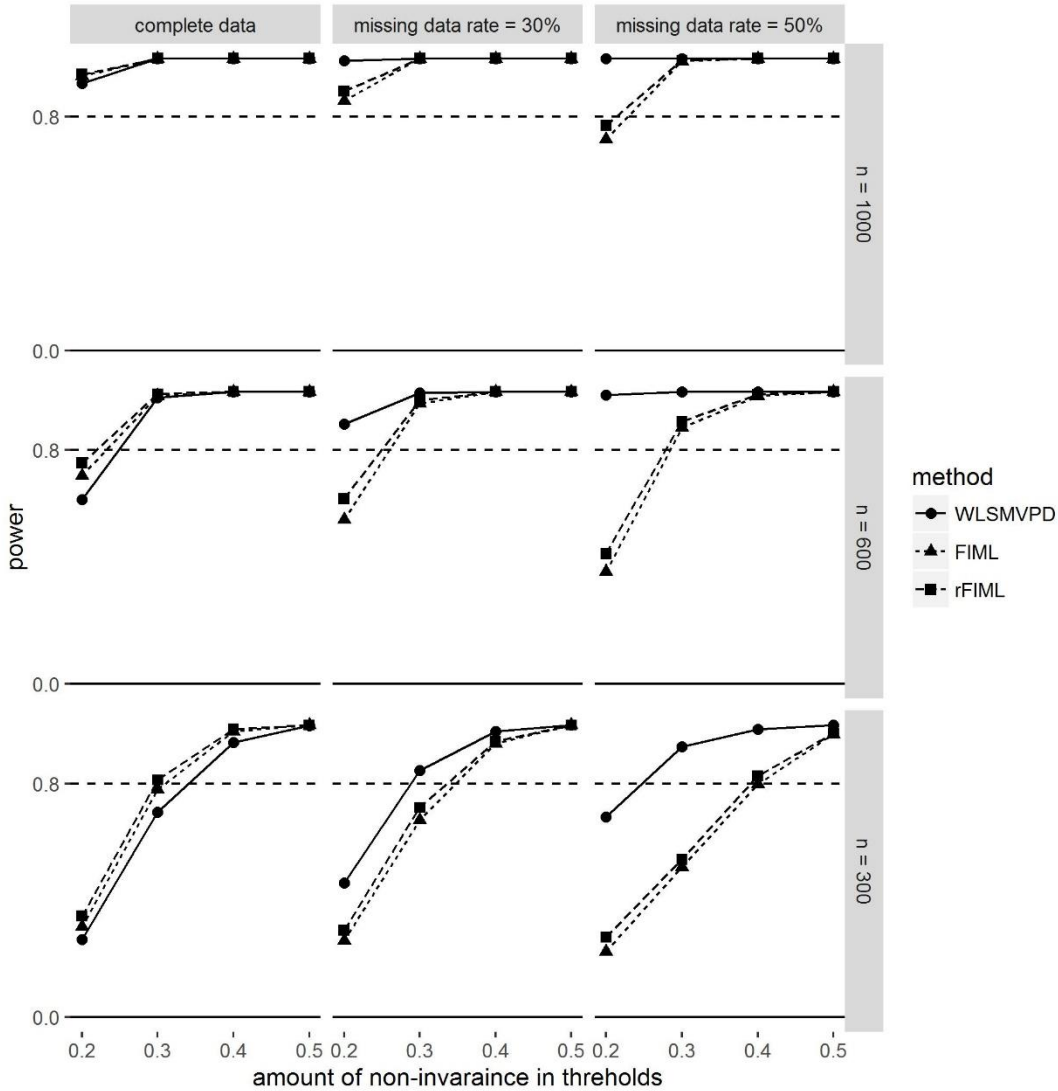 complete data
missing data rate = 30%
missing data rate = 50%
0.8
0.0
n = 1000
0.8
0.0
n = 600
0.8
0.0
n = 300
power
0.2 0.3 0.4 0.5
0.2 0.3 0.4 0.5
0.2 0.3 0.4 0.5
amount of non-invaraince in threholds
method
WLSMVPD
FIML
rFIML